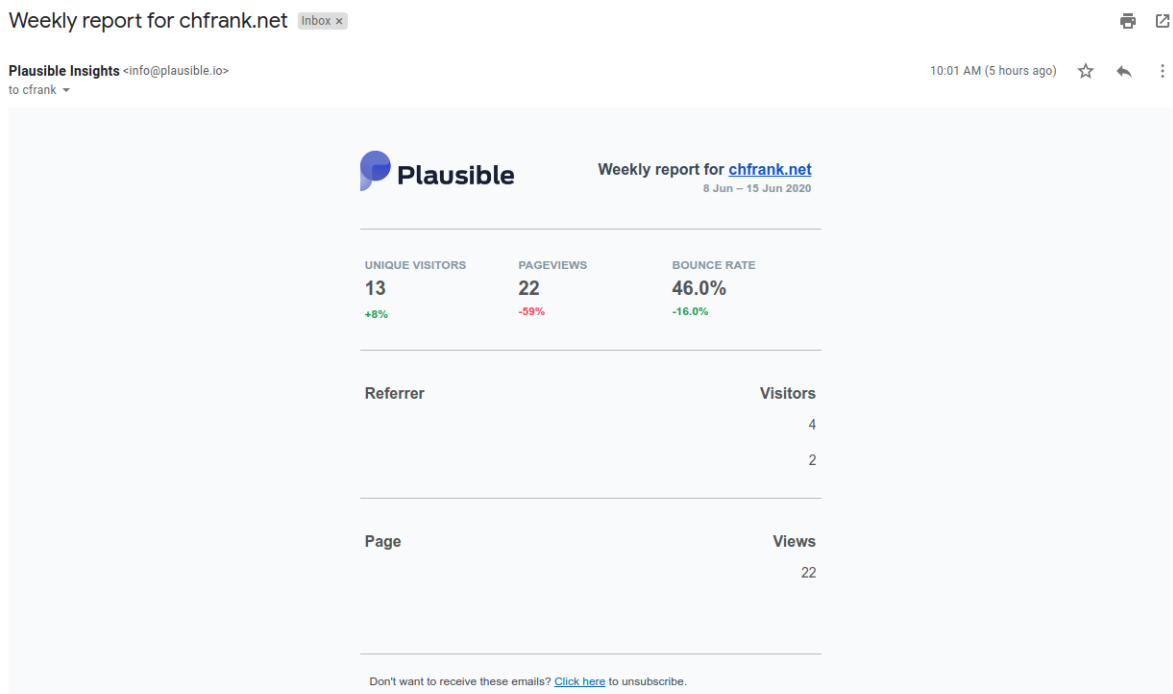 Weekly report for chfrank.net Inbox ×
Plausible Insights <info@plausible.io> 10:01 AM (5 hours ago)
to cfrank
Plausible
Weekly report for chfrank.net
8 Jun – 15 Jun 2020
UNIQUE VISITORS PAGEVIEWS BOUNCE RATE
13 22 46.0%
+8% -59% -16.0%
Referrer Visitors
4
2
Page Views
22
Don't want to receive these emails? Click here to unsubscribe.